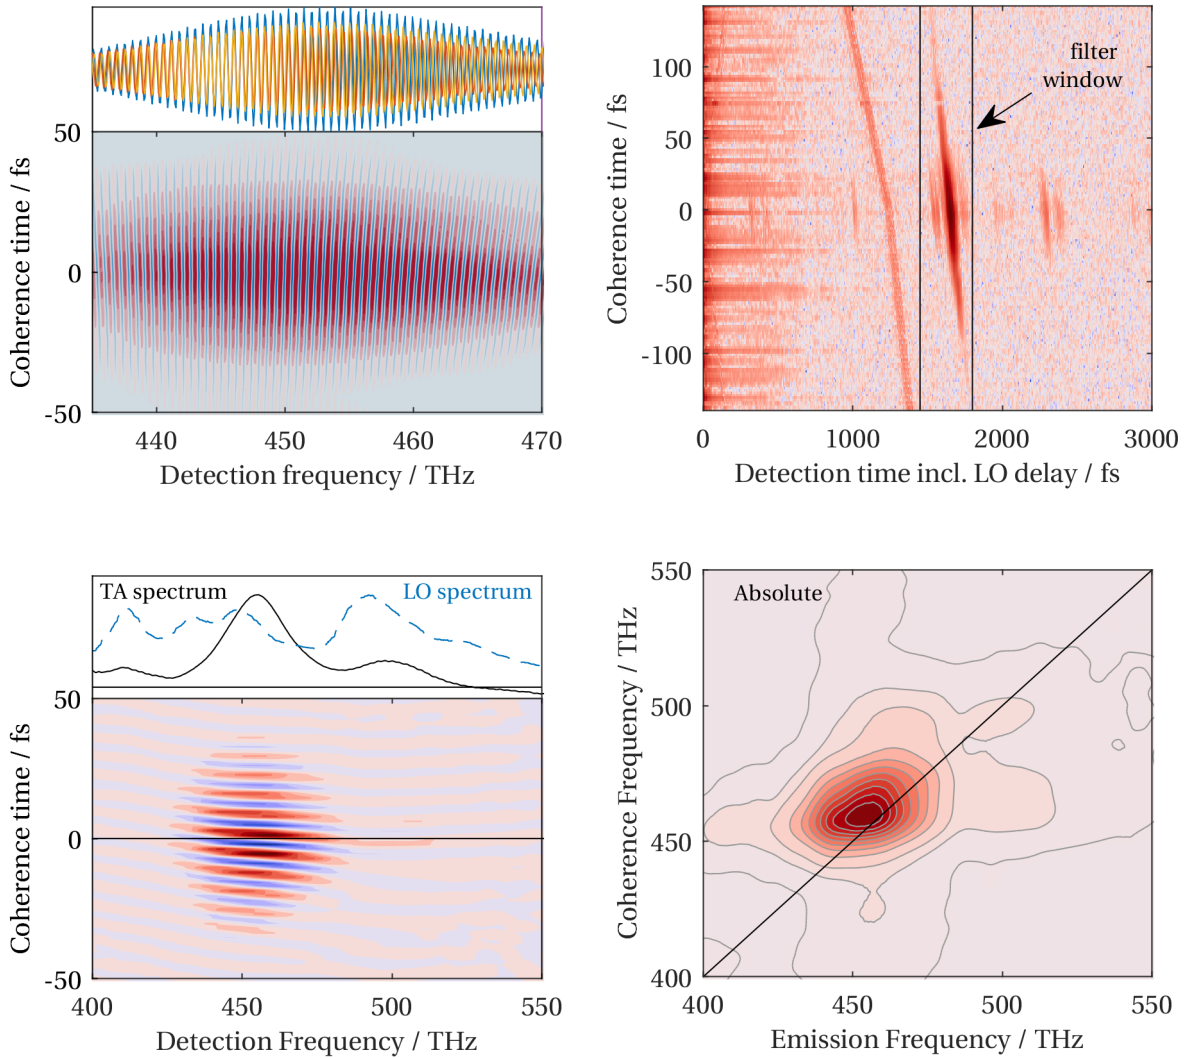 50
0
-50
Coherence time / fs
440
450
460
470
Detection frequency / THz
filter
window
100
50
0
-50
-100
Coherence time / fs
0
1000
2000
3000
Detection time incl. LO delay / fs
TA spectrum
LO spectrum
50
0
-50
Coherence time / fs
400
450
500
550
Detection Frequency / THz
Absolute
550
500
450
400
Coherence Frequency / THz
400
450
500
550
Emission Frequency / THz